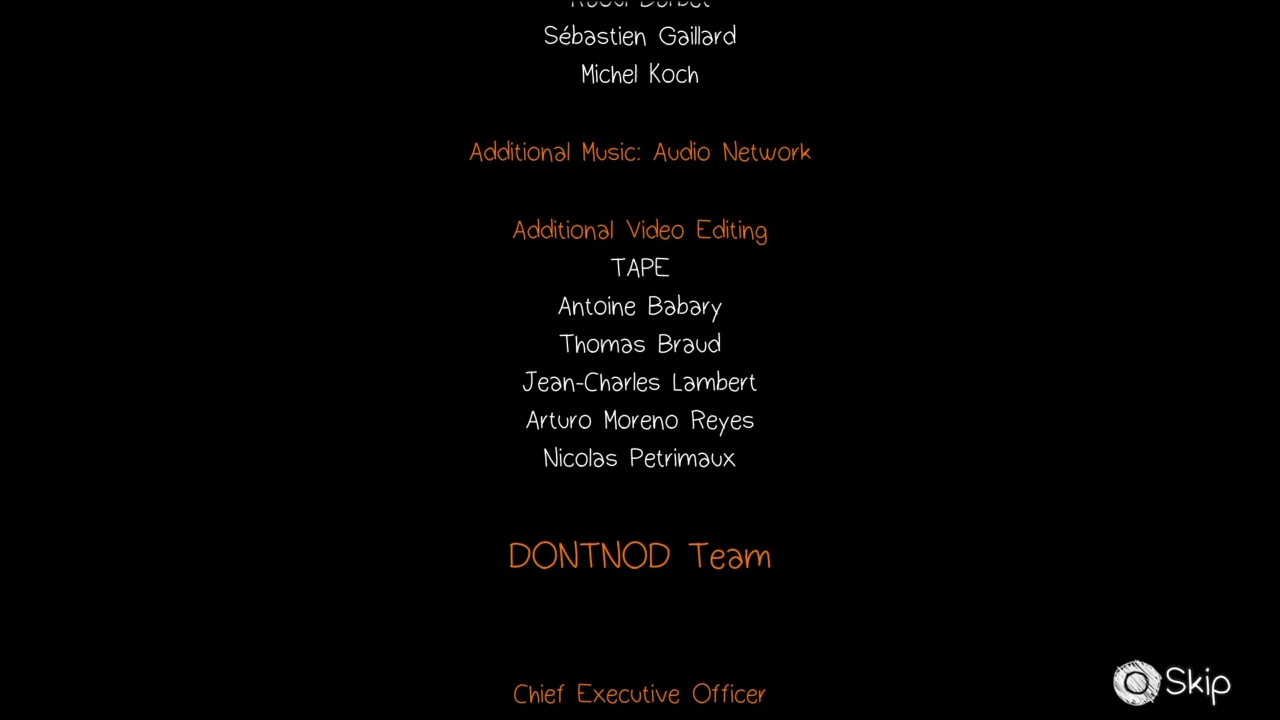 Sébastien Gaillard
Michel Koch
Additional Music: Audio Network
Additional Video Editing
TAPE
Antoine Babary
Thomas Braud
Jean-Charles Lambert
Arturo Moreno Reyes
Nicolas Petrimaux
DONTNOD Team
Chief Executive Officer
Skip